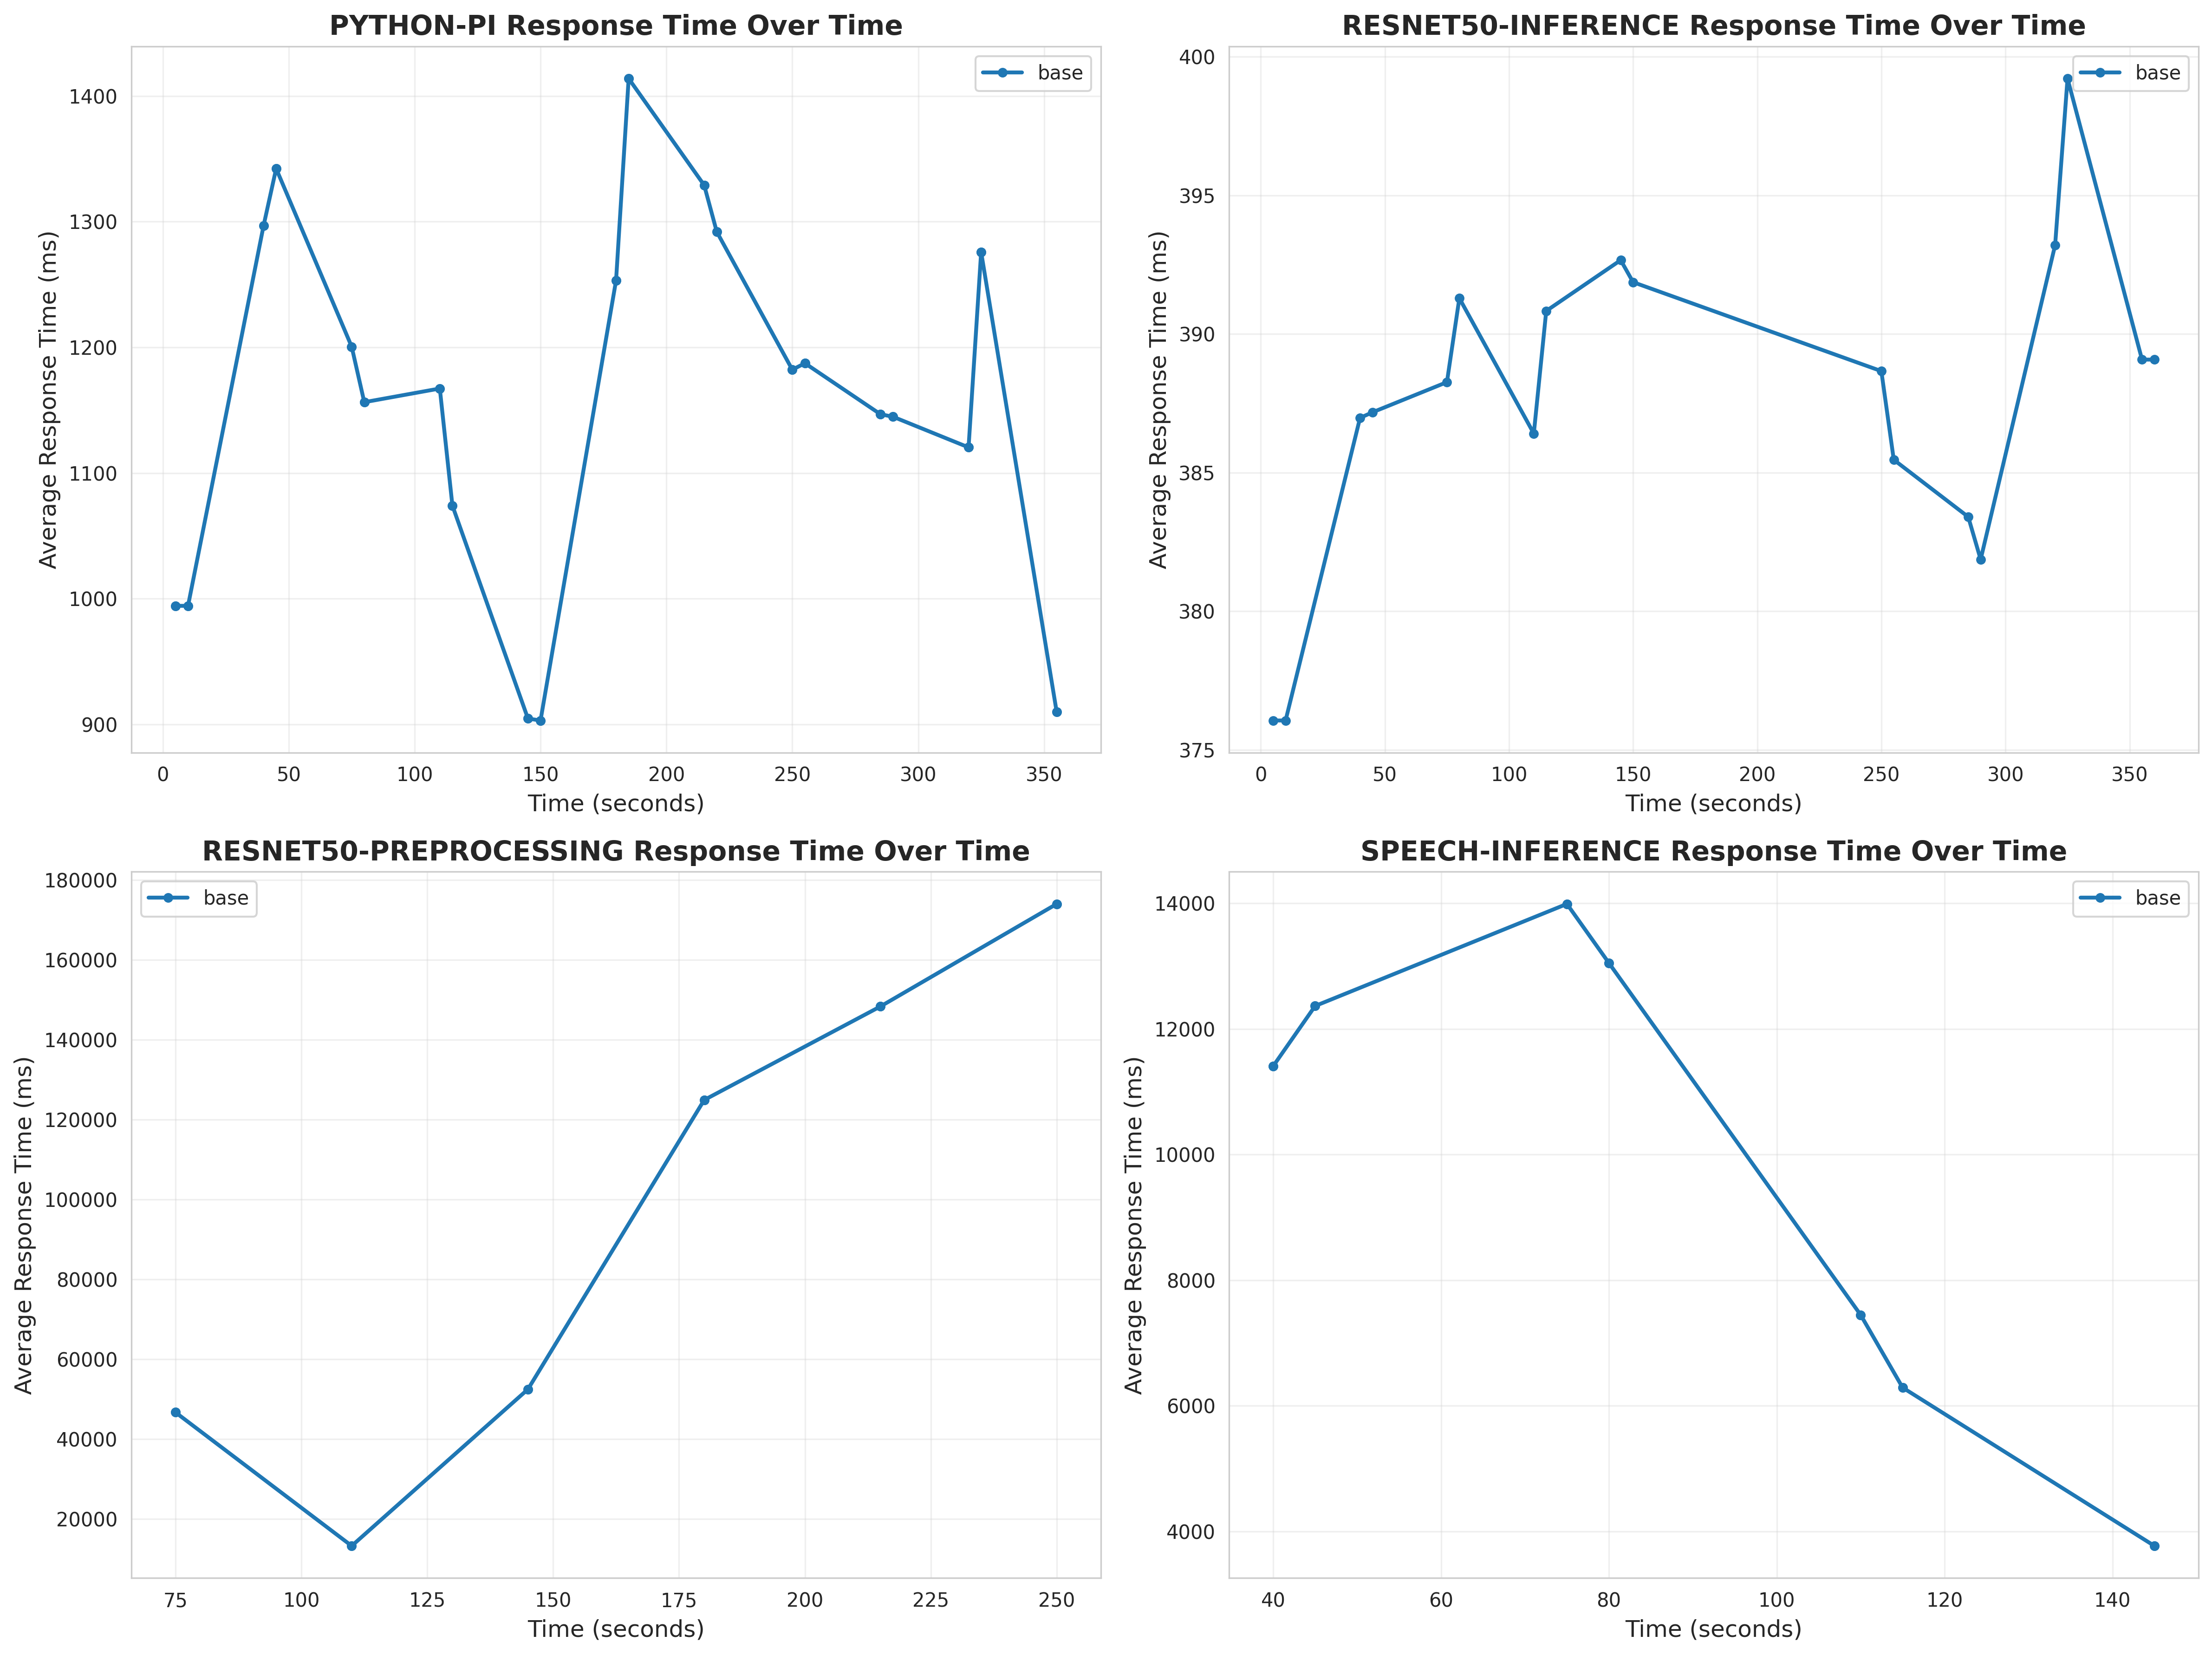 PYTHON-PI Response Time Over Time
base
Average Response Time (ms)
1400
1300
1200
1100
1000
900
0 50 100 150 200 250 300 350
Time (seconds)
RESNET50-INFERENCE Response Time Over Time
base
Average Response Time (ms)
400
395
390
385
380
375
0 50 100 150 200 250 300 350
Time (seconds)
RESNET50-PREPROCESSING Response Time Over Time
base
Average Response Time (ms)
180000
160000
140000
120000
100000
80000
60000
40000
20000
75 100 125 150 175 200 225 250
Time (seconds)
SPEECH-INFERENCE Response Time Over Time
base
Average Response Time (ms)
14000
12000
10000
8000
6000
4000
40 60 80 100 120 140
Time (seconds)